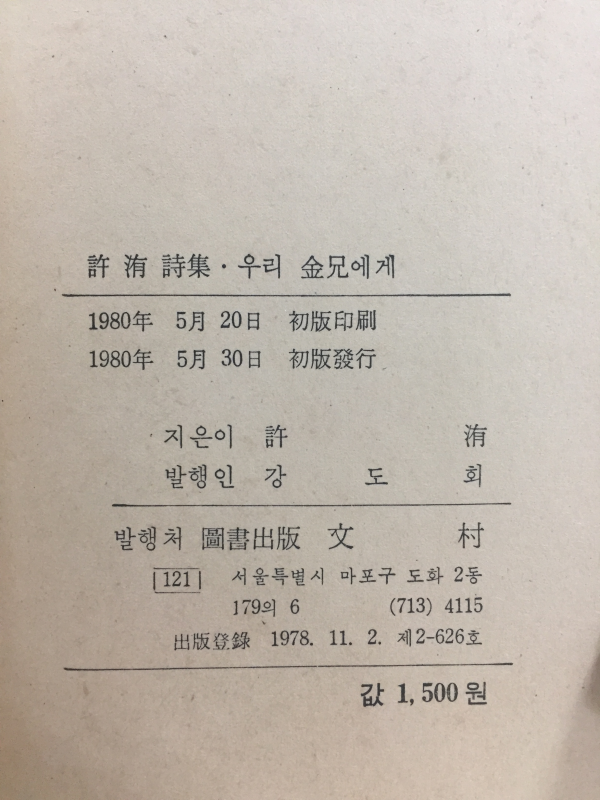 許 洧 詩集·우리 金兄에게
1980年 5月 20日 初版印刷
1980年 5月 30日 初版發行
지은이 許 洧
발행인 강 도 회
발행처 圖書出版 文 村
121 서울특별시 마포구 도화 2동
179의 6 (713) 4115
出版登錄 1978. 11. 2. 제2-626호
값 1,500원